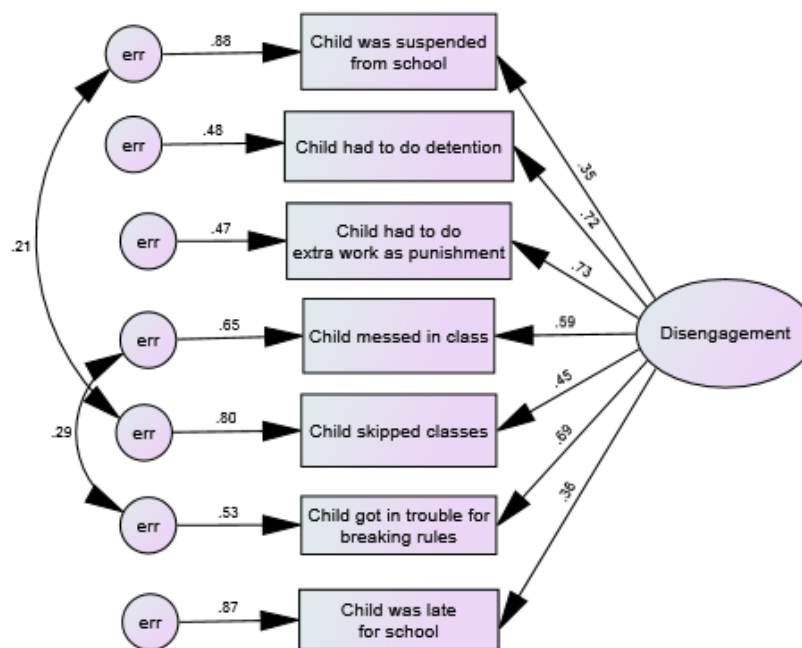 err
.88
Child was suspended
from school
err
.48
Child had to do detention
.35
.72
err
.47
Child had to do
extra work as punishment
.73
.21
err
.65
Child messed in class
.59
Disengagement
.29
err
.80
Child skipped classes
.45
.69
err
.53
Child got in trouble for
breaking rules
.36
err
.87
Child was late
for school